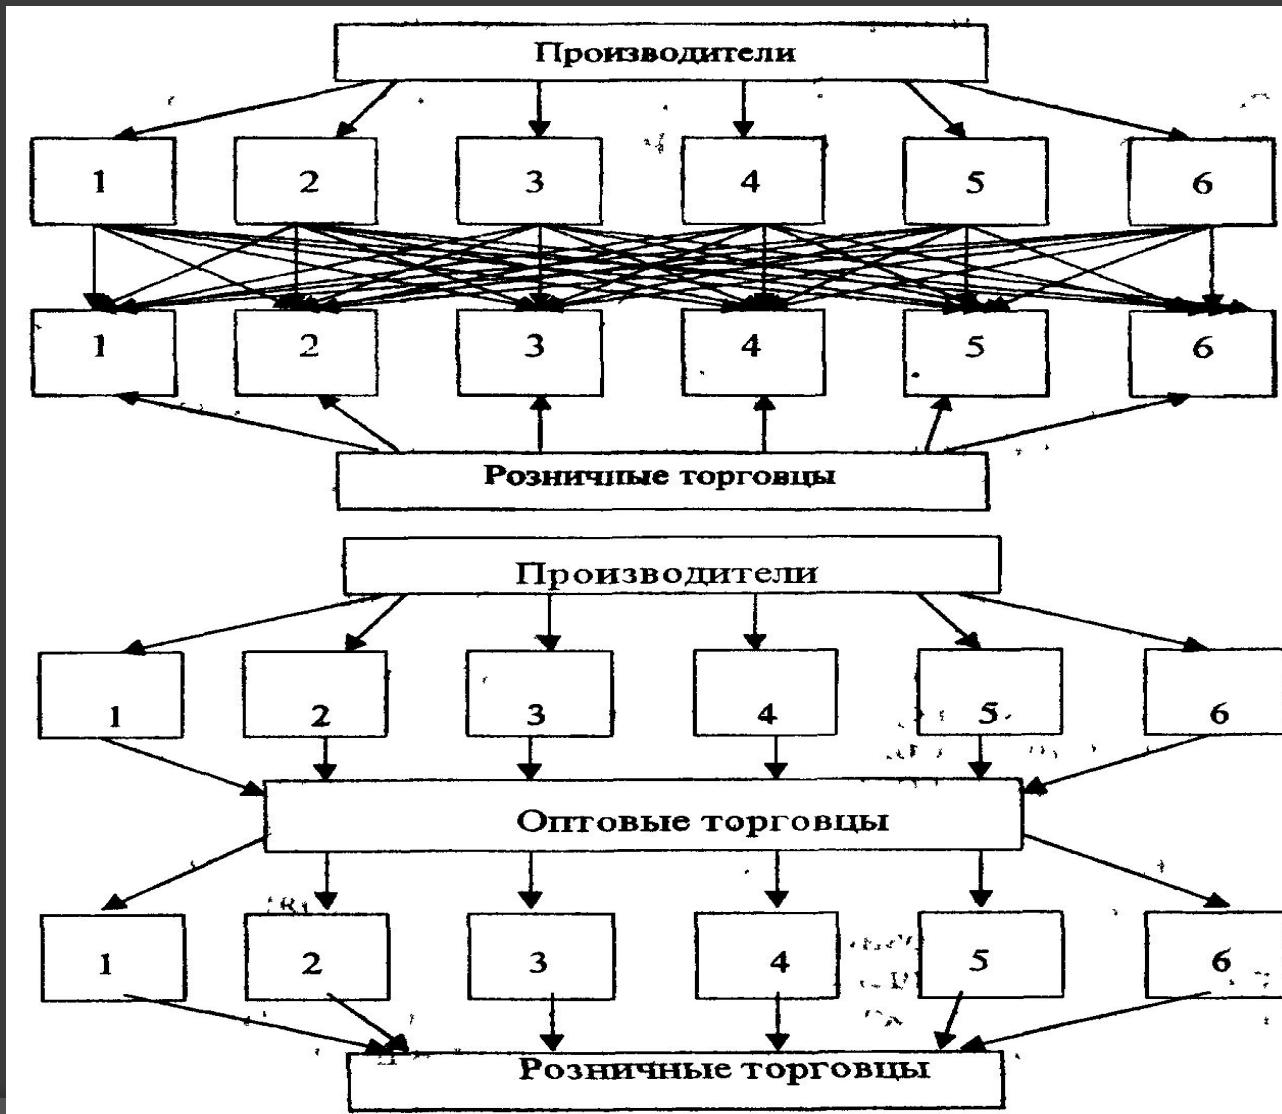 Производители
1 2 3 4 5 6
1 2 3 4 5 6
Розничные торговцы
Производители
1 2 3 4 5 6
Оптовые торговцы
1 2 3 4 5 6
Розничные торговцы